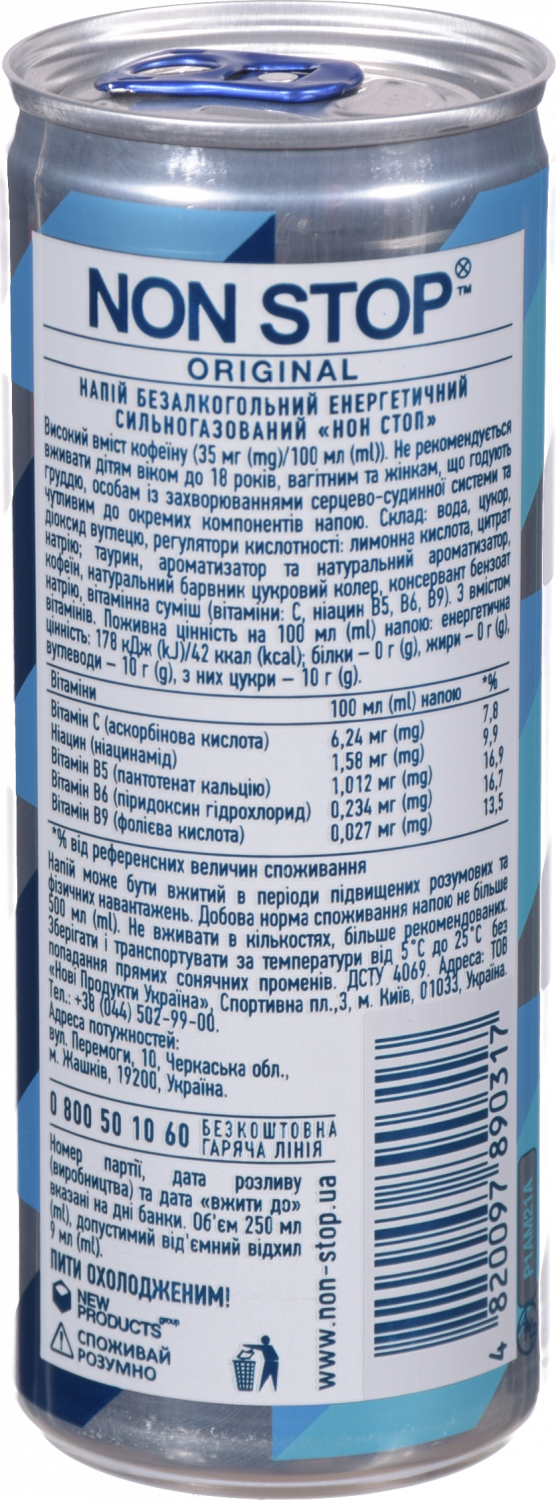 NON STOP™
ORIGINAL
НАПІЙ БЕЗАЛКОГОЛЬНИЙ ЕНЕРГЕТИЧНИЙ
СИЛЬНОГАЗОВАНИЙ «НОН СТОП»
Високий вміст кофеїну (35 мг (mg)/100 мл (ml)). Не рекомендується
вживати дітям віком до 18 років, вагітним та жінкам, що годують
груддю, особам із захворюваннями серцево-судинної системи та
чутливим до окремих компонентів напою. Склад: вода, цукор,
діоксид вуглецю, регулятори кислотності: лимонна кислота, цитрат
натрію; таурин, ароматизатор та натуральний ароматизатор,
кофеїн, натуральний барвник цукровий колер, консервант бензоат
натрію, вітамінна суміш (вітаміни: С, ніацин В5, В6, В9). З вмістом
вітамінів. Поживна цінність на 100 мл (ml) напою: енергетична
цінність: 178 кДж (kJ)/42 ккал (kcal); білки – 0 г (g), жири – 0 г (g),
вуглеводи – 10 г (g), з них цукри – 10 г (g).
Вітаміни 100 мл (ml) напою *%
Вітамін С (аскорбінова кислота) 6,24 мг (mg) 7,8
Ніацин (ніацинамід) 1,58 мг (mg) 9,9
Вітамін В5 (пантотенат кальцію) 1,012 мг (mg) 16,9
Вітамін В6 (піридоксин гідрохлорид) 0,234 мг (mg) 16,7
Вітамін В9 (фолієва кислота) 0,027 мг (mg) 13,5
*% від референсних величин споживання
Напій може бути вжитий в періоди підвищених розумових та
фізичних навантажень. Добова норма споживання напою не більше
500 мл (ml). Не вживати в кількостях, більше рекомендованих.
Зберігати і транспортувати за температури від 5°С до 25°С без
попадання прямих сонячних променів. ДСТУ 4069. Адреса: ТОВ
«Нові Продукти Україна», Спортивна пл.,3, м. Київ, 01033, Україна.
Тел.: +38 (044) 502-99-00.
Адреса потужностей:
вул. Перемоги, 10, Черкаська обл.,
м. Жашків, 19200, Україна.
0 800 50 10 60 БЕЗКОШТОВНА
ГАРЯЧА ЛІНІЯ
Номер партії, дата розливу
(виробництва) та дата «вжити до»
вказані на дні банки. Об'єм 250 мл
(ml), допустимий від'ємний відхил
9 мл (ml).
ПИТИ ОХОЛОДЖЕНИМ!
NEW
PRODUCTS group
СПОЖИВАЙ
РОЗУМНО
www.non-stop.ua
4 820097 890317
P1AM21A